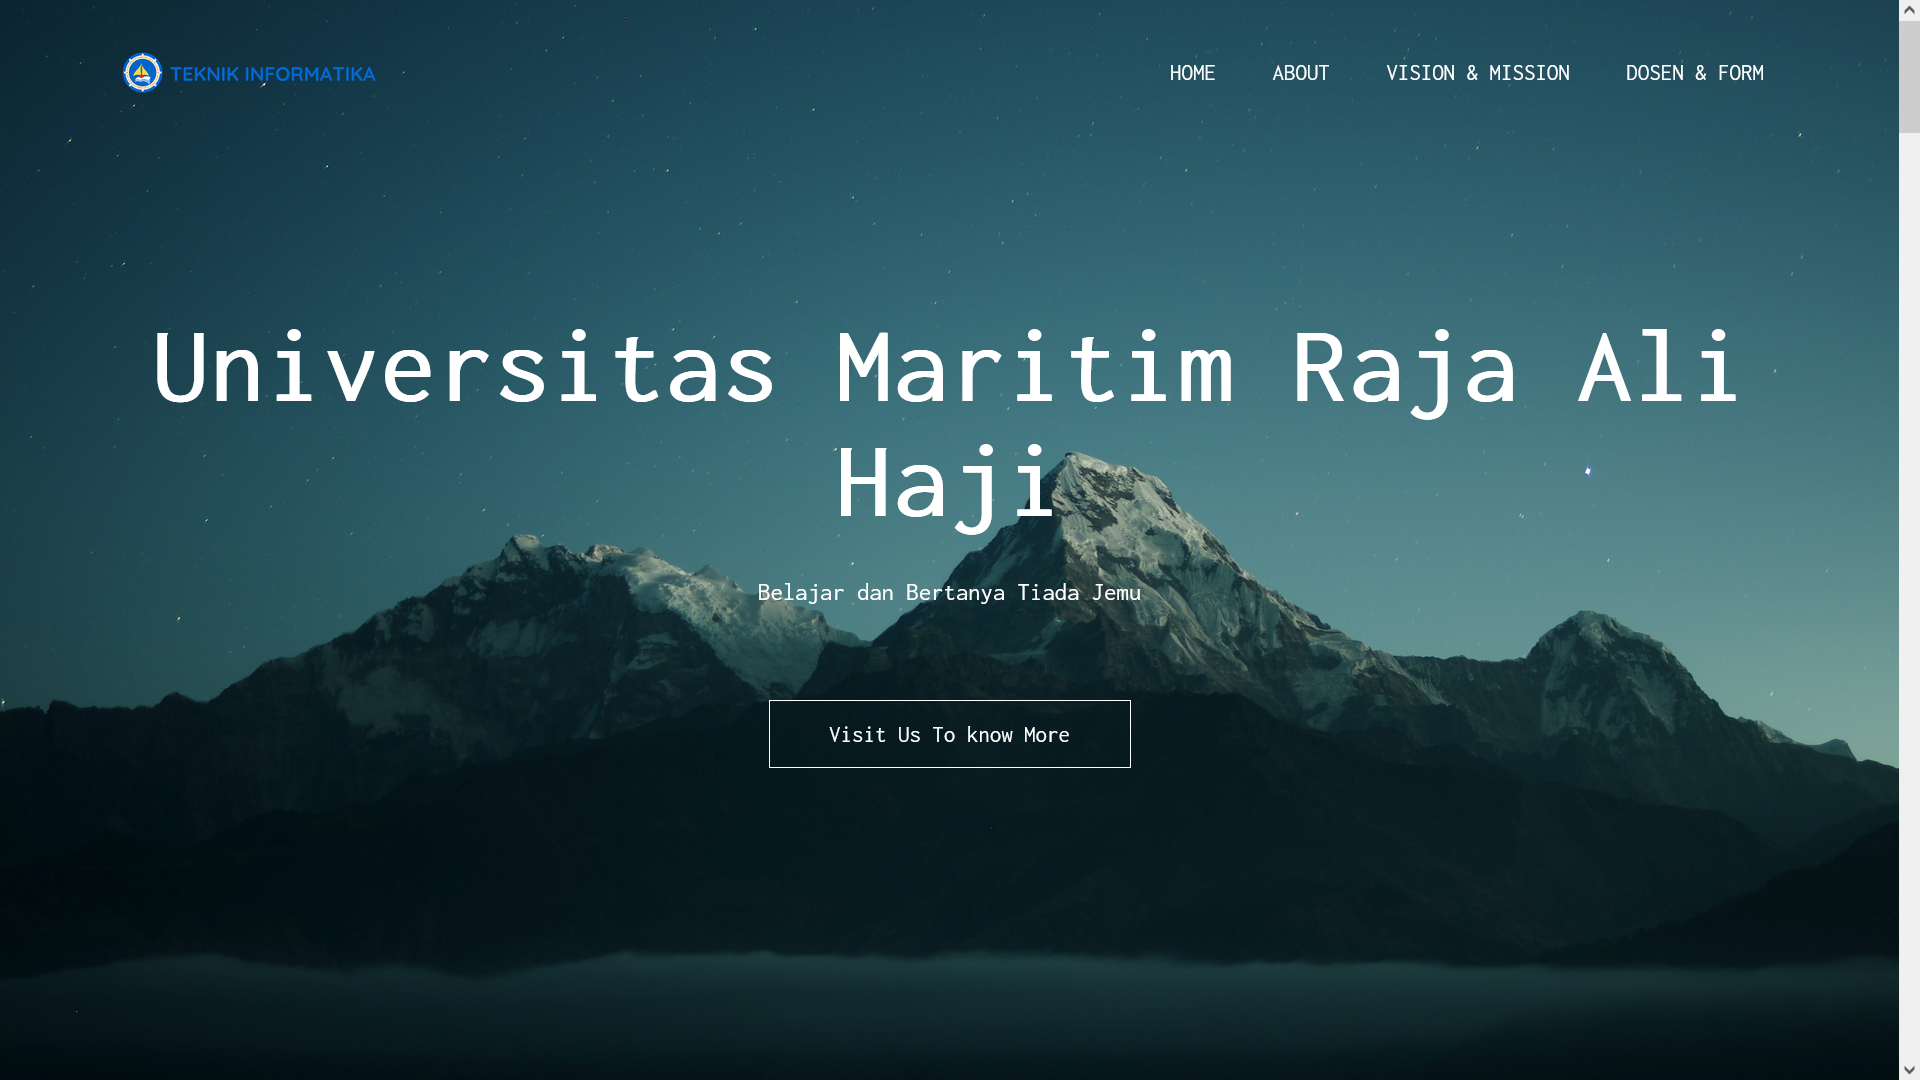 TEKNIK INFORMATIKA
HOME
ABOUT
VISION & MISSION
DOSEN & FORM
Universitas Maritim Raja Ali
Haji
Belajar dan Bertanya Tiada Jemu
Visit Us To know More